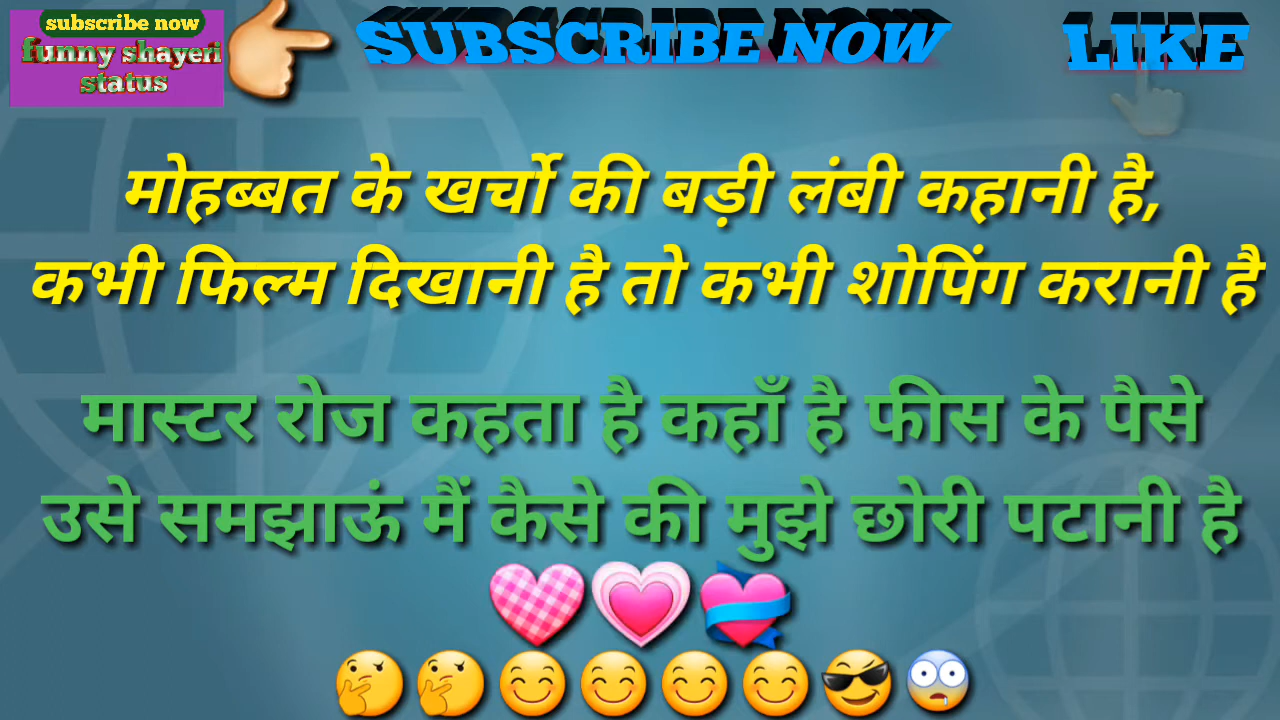 subscribe now
funny shayeri
status
SUBSCRIBE NOW
LIKE
मोहब्बत के खर्चो की बड़ी लंबी कहानी है,
कभी फिल्म दिखानी है तो कभी शोपिंग करानी है
मास्टर रोज कहता है कहाँ है फीस के पैसे
उसे समझाऊं मैं कैसे की मुझे छोरी पटानी है